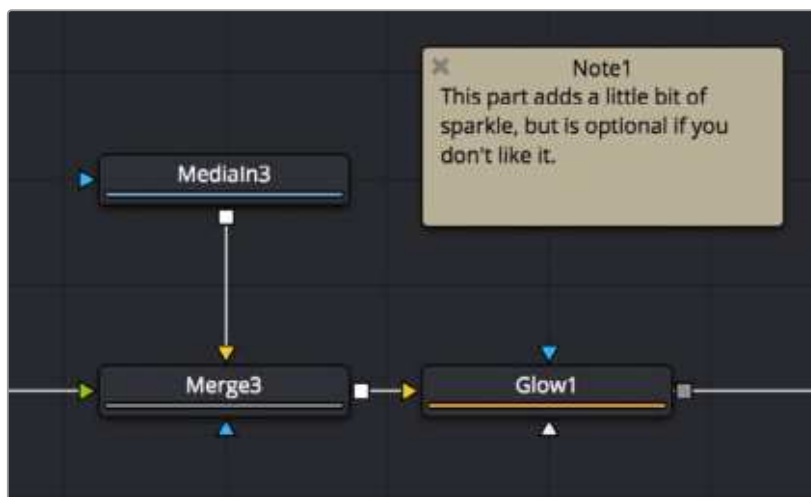 Note1
This part adds a little bit of
sparkle, but is optional if you
don't like it.
MediaIn3
Merge3
Glow1